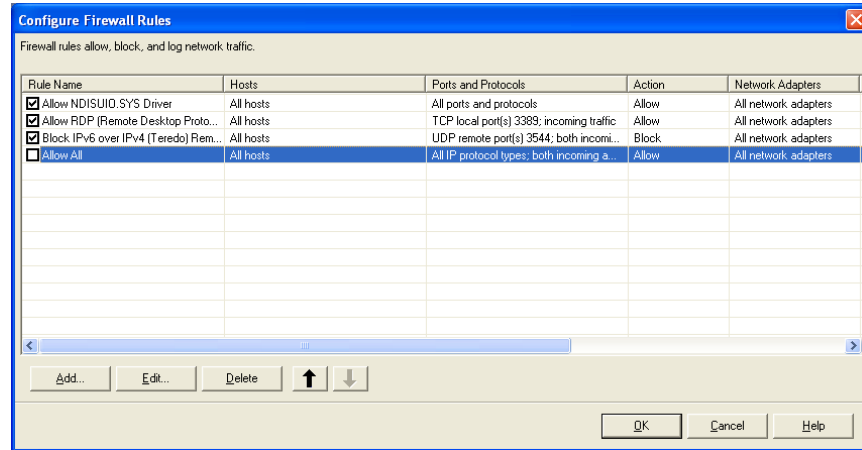 Configure Firewall Rules
Firewall rules allow, block, and log network traffic.
Rule Name Hosts Ports and Protocols Action Network Adapters
Allow NDISUIO.SYS Driver All hosts All ports and protocols Allow All network adapters
Allow RDP (Remote Desktop Proto... All hosts TCP local port(s) 3389; incoming traffic Allow All network adapters
Block IPv6 over IPv4 (Teredo) Rem... All hosts UDP remote port(s) 3544; both incomi... Block All network adapters
Allow All All hosts All IP protocol types; both incoming a... Allow All network adapters
Add... Edit... Delete
OK Cancel Help